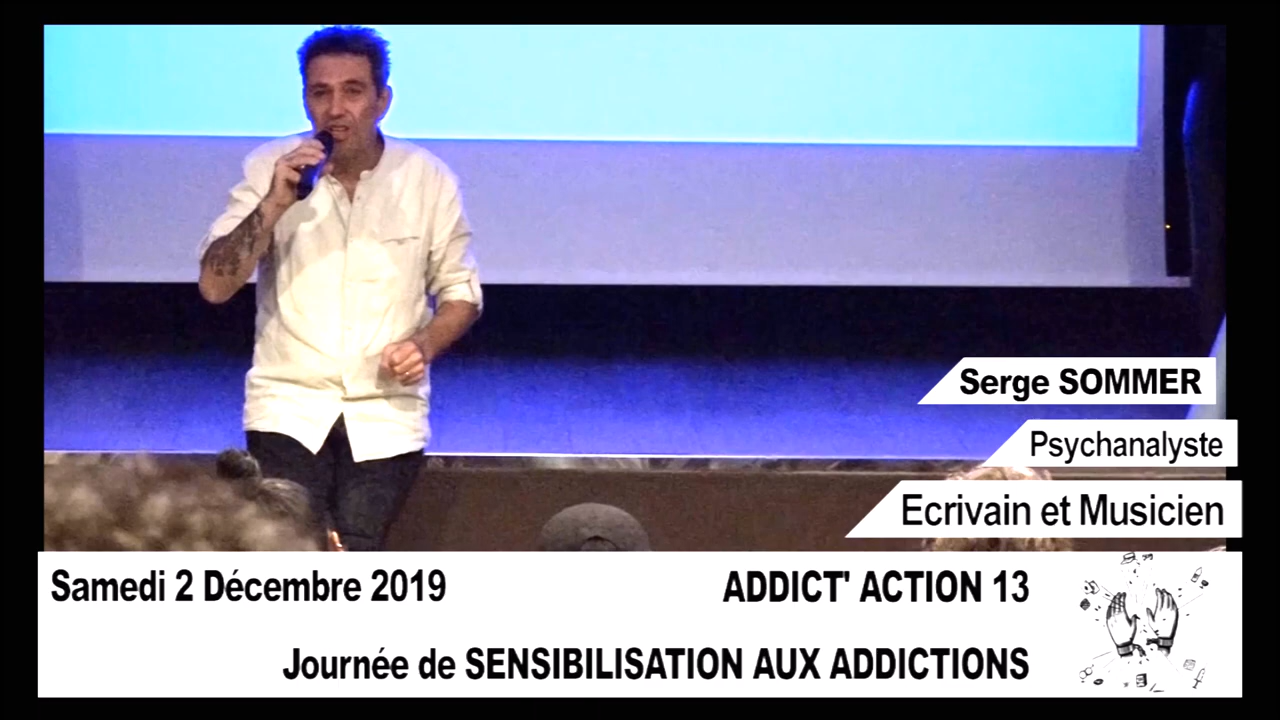 Serge SOMMER
Psychanalyste
Ecrivain et Musicien
Samedi 2 Décembre 2019
ADDICT' ACTION 13
Journée de SENSIBILISATION AUX ADDICTIONS